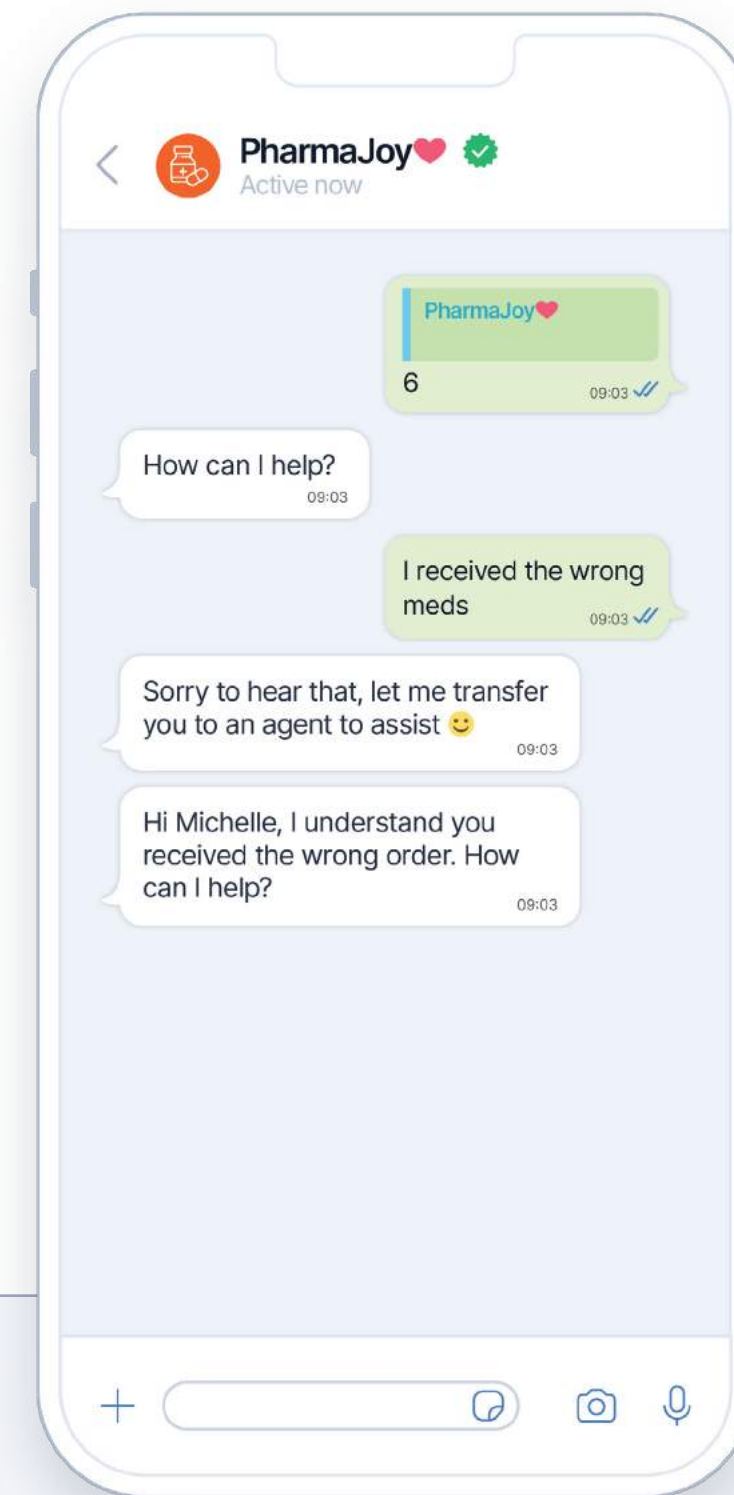 PharmaJoy❤️
Active now
PharmaJoy❤️
6
09:03
How can I help?
09:03
I received the wrong
meds
09:03
Sorry to hear that, let me transfer
you to an agent to assist 🙂
09:03
Hi Michelle, I understand you
received the wrong order. How
can I help?
09:03